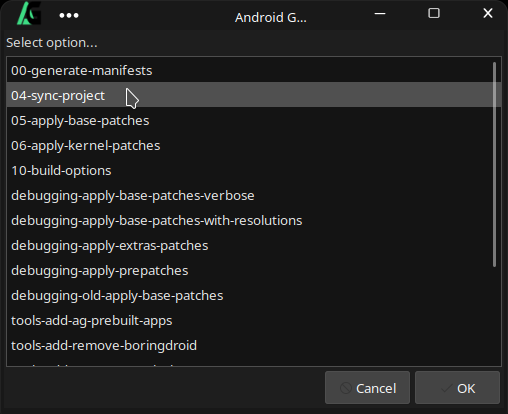 Android G...
Select option...
00-generate-manifests
04-sync-project
05-apply-base-patches
06-apply-kernel-patches
10-build-options
debugging-apply-base-patches-verbose
debugging-apply-base-patches-with-resolutions
debugging-apply-extras-patches
debugging-apply-prepatches
debugging-old-apply-base-patches
tools-add-ag-prebuilt-apps
tools-add-remove-boringdroid
Cancel
OK